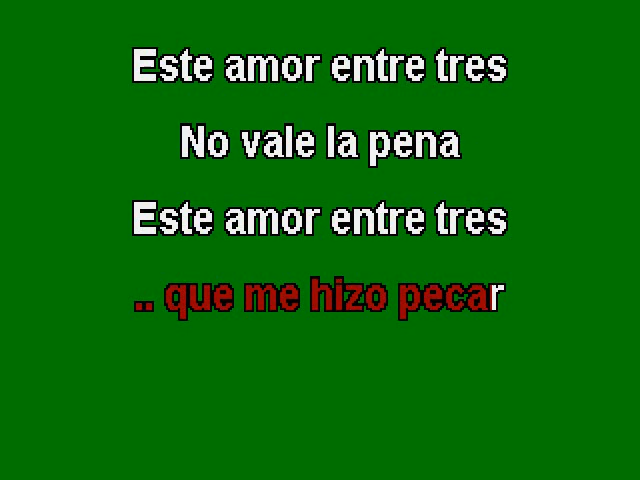 Este amor entre tres
No vale la pena
Este amor entre tres
.. que me hizo pecar